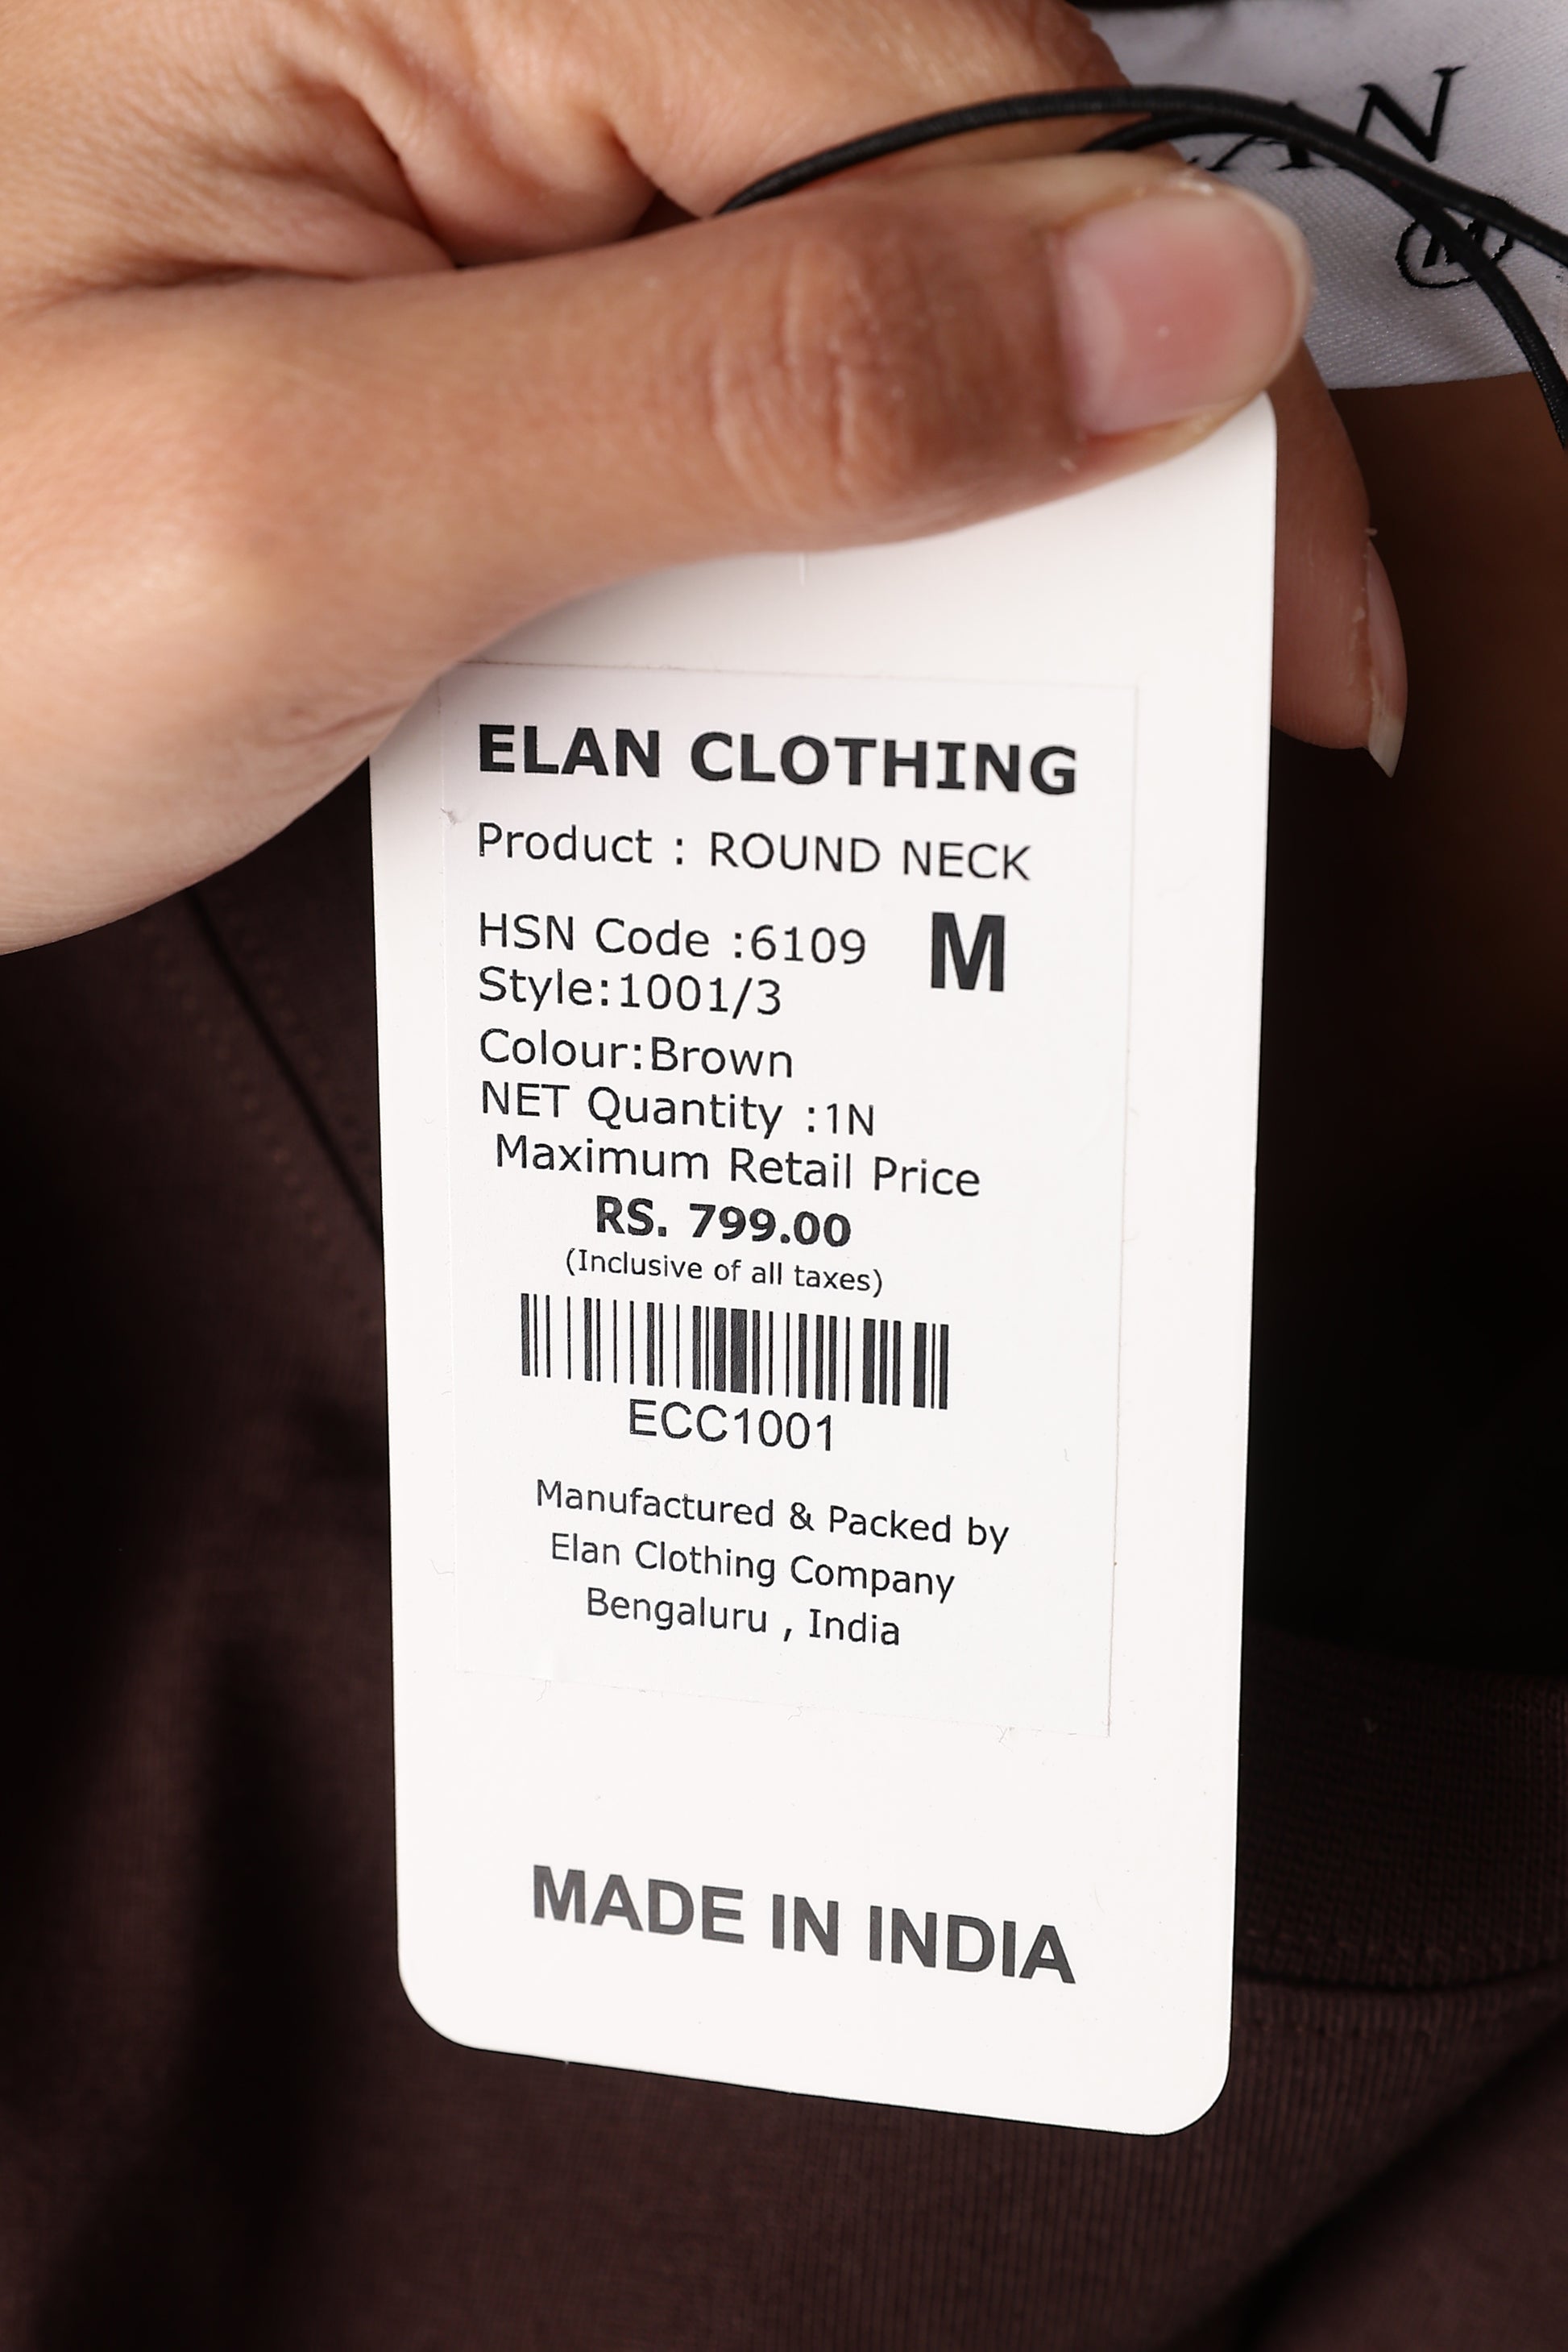 M
ELAN CLOTHING
Product : ROUND NECK
HSN Code :6109 M
Style:1001/3
Colour:Brown
NET Quantity :1N
Maximum Retail Price
RS. 799.00
(Inclusive of all taxes)
ECC1001
Manufactured & Packed by
Elan Clothing Company
Bengaluru , India
MADE IN INDIA